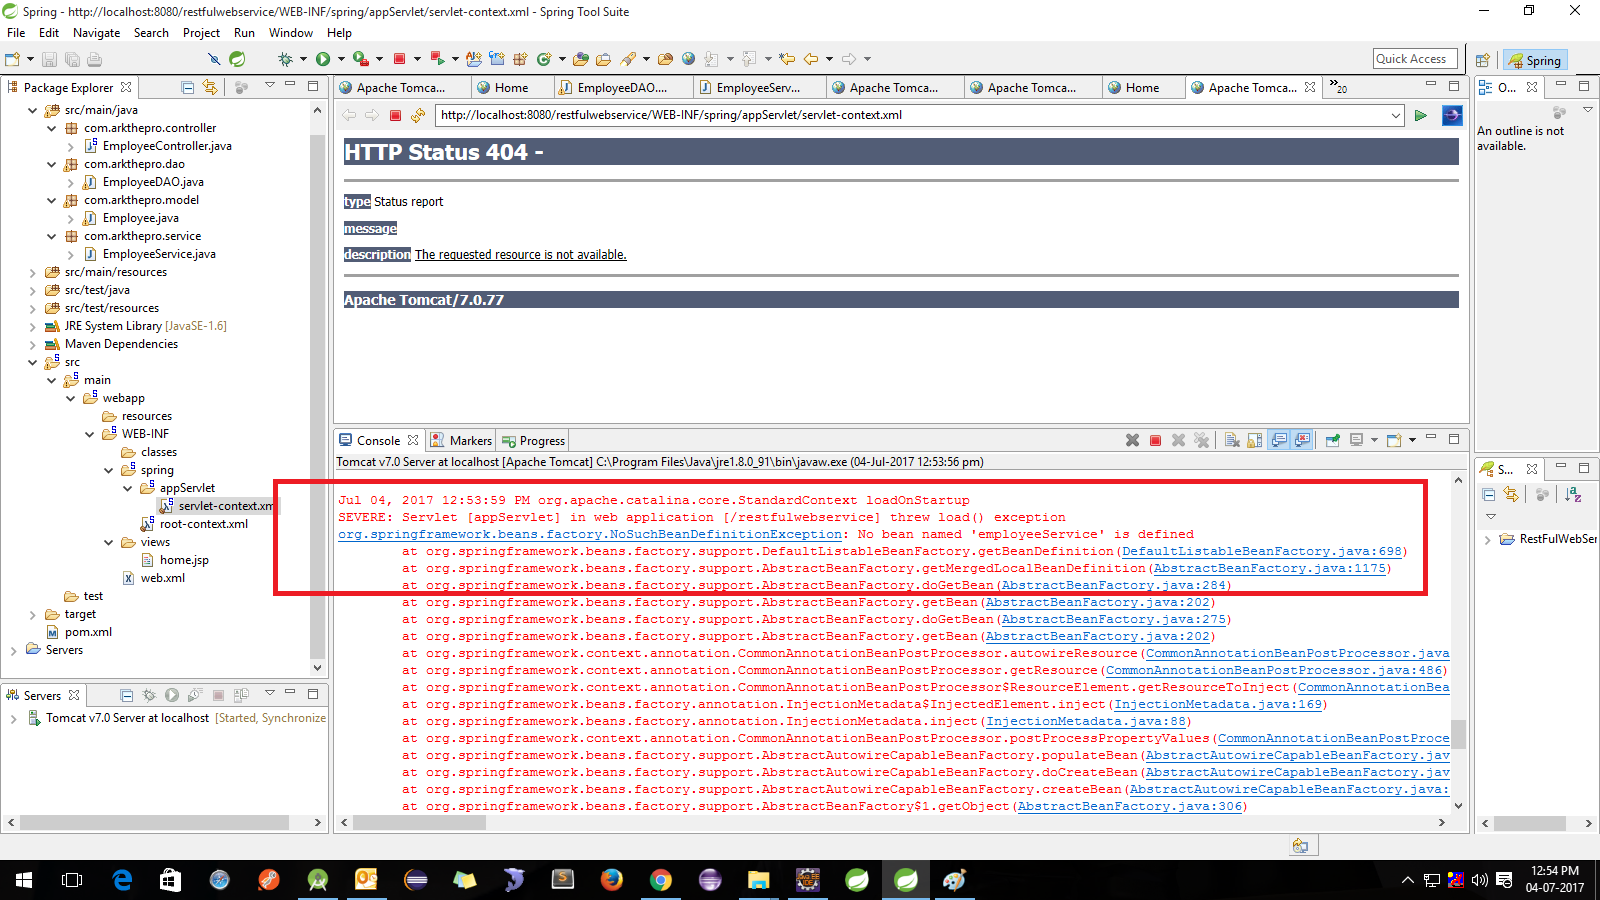 Spring - http://localhost:8080/restfulwebservice/WEB-INF/spring/appServlet/servlet-context.xml - Spring Tool Suite
File Edit Navigate Search Project Run Window Help
Quick Access
Spring
Package Explorer
src/main/java
com.arkthepro.controller
EmployeeController.java
com.arkthepro.dao
EmployeeDAO.java
com.arkthepro.model
Employee.java
com.arkthepro.service
EmployeeService.java
src/main/resources
src/test/java
src/test/resources
JRE System Library [JavaSE-1.6]
Maven Dependencies
src
main
webapp
resources
WEB-INF
classes
spring
appServlet
servlet-context.xm
root-context.xml
views
home.jsp
web.xml
test
target
pom.xml
Servers
Servers
Tomcat v7.0 Server at localhost [Started, Synchronize
Apache Tomca... Home EmployeeDAO.... EmployeeServ... Apache Tomca... Apache Tomca... Home Apache Tomca... 20
http://localhost:8080/restfulwebservice/WEB-INF/spring/appServlet/servlet-context.xml
HTTP Status 404 -
type Status report
message
description The requested resource is not available.
Apache Tomcat/7.0.77
Console Markers Progress
Tomcat v7.0 Server at localhost [Apache Tomcat] C:\Program Files\Java\jre1.8.0_91\bin\javaw.exe (04-Jul-2017 12:53:56 pm)
Jul 04, 2017 12:53:59 PM org.apache.catalina.core.StandardContext loadOnStartup
SEVERE: Servlet [appServlet] in web application [/restfulwebservice] threw load() exception
org.springframework.beans.factory.NoSuchBeanDefinitionException: No bean named 'employeeService' is defined
at org.springframework.beans.factory.support.DefaultListableBeanFactory.getBeanDefinition(DefaultListableBeanFactory.java:698)
at org.springframework.beans.factory.support.AbstractBeanFactory.getMergedLocalBeanDefinition(AbstractBeanFactory.java:1175)
at org.springframework.beans.factory.support.AbstractBeanFactory.doGetBean(AbstractBeanFactory.java:284)
at org.springframework.beans.factory.support.AbstractBeanFactory.getBean(AbstractBeanFactory.java:202)
at org.springframework.beans.factory.support.AbstractBeanFactory.doGetBean(AbstractBeanFactory.java:275)
at org.springframework.beans.factory.support.AbstractBeanFactory.getBean(AbstractBeanFactory.java:202)
at org.springframework.context.annotation.CommonAnnotationBeanPostProcessor.autowireResource(CommonAnnotationBeanPostProcessor.java
at org.springframework.context.annotation.CommonAnnotationBeanPostProcessor.getResource(CommonAnnotationBeanPostProcessor.java:486)
at org.springframework.context.annotation.CommonAnnotationBeanPostProcessor$ResourceElement.getResourceToInject(CommonAnnotationBea
at org.springframework.beans.factory.annotation.InjectionMetadata$InjectedElement.inject(InjectionMetadata.java:169)
at org.springframework.beans.factory.annotation.InjectionMetadata.inject(InjectionMetadata.java:88)
at org.springframework.context.annotation.CommonAnnotationBeanPostProcessor.postProcessPropertyValues(CommonAnnotationBeanPostProce
at org.springframework.beans.factory.support.AbstractAutowireCapableBeanFactory.populateBean(AbstractAutowireCapableBeanFactory.jav
at org.springframework.beans.factory.support.AbstractAutowireCapableBeanFactory.doCreateBean(AbstractAutowireCapableBeanFactory.jav
at org.springframework.beans.factory.support.AbstractAutowireCapableBeanFactory.createBean(AbstractAutowireCapableBeanFactory.java:
at org.springframework.beans.factory.support.AbstractBeanFactory$1.getObject(AbstractBeanFactory.java:306)
O...
An outline is not
available.
S...
RestFulWebSer
12:54 PM
04-07-2017